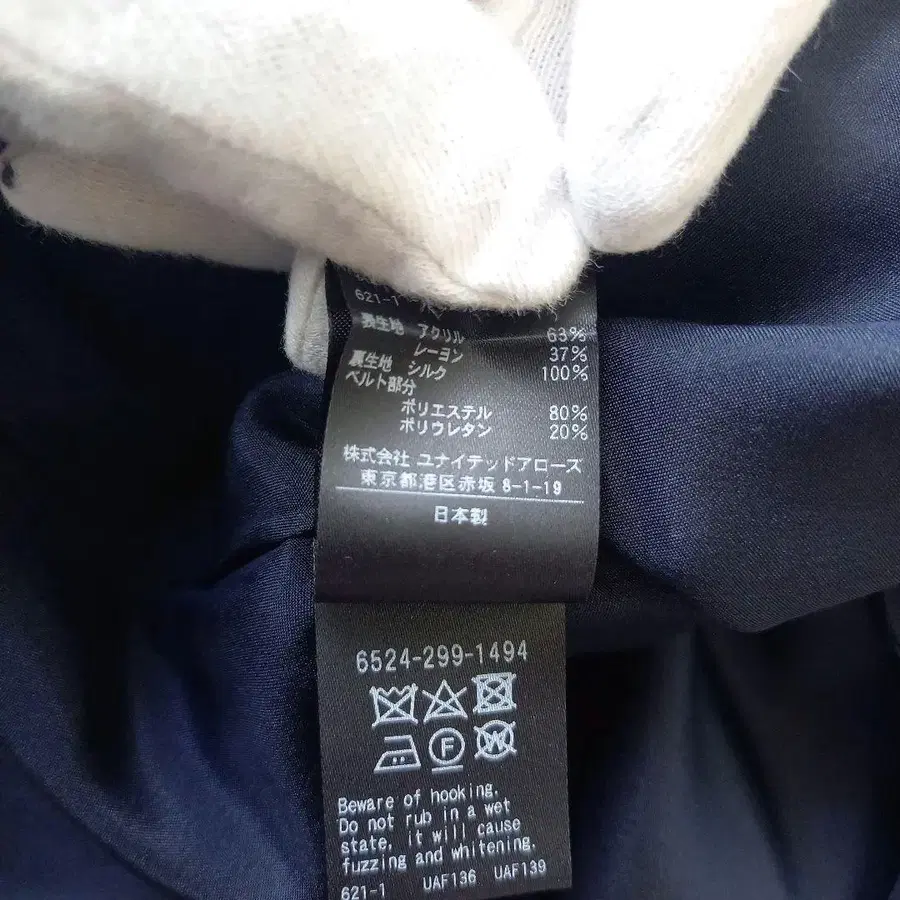 621-1
表生地 アクリル 63%
レーヨン 37%
裏生地 シルク 100%
ベルト部分
ポリエステル 80%
ポリウレタン 20%
株式会社 ユナイテッドアローズ
東京都港区赤坂 8-1-19
日本製
6524-299-1494
F W
Beware of hooking.
Do not rub in a wet
state. it will cause
fuzzing and whitening.
621-1 UAF136 UAF139